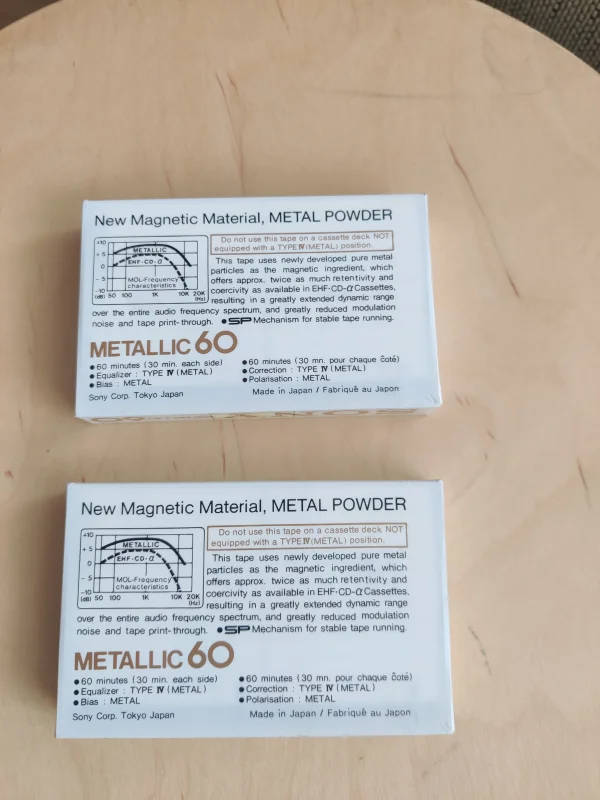 New Magnetic Material, METAL POWDER
+10
+5
0
-5
-10
(dB) 50 100 1K 10K 20K
(Hz)
METALLIC
EHF·CD-α
MOL-Frequency
characteristics
Do not use this tape on a cassette deck NOT
equipped with a TYPE IV (METAL) position.
This tape uses newly developed pure metal
particles as the magnetic ingredient, which
offers approx. twice as much retentivity and
coercivity as available in EHF·CD-α Cassettes,
resulting in a greatly extended dynamic range
over the entire audio frequency spectrum, and greatly reduced modulation
noise and tape print-through. ●SP Mechanism for stable tape running.
METALLIC 60
●60 minutes (30 min. each side)
●Equalizer : TYPE IV (METAL)
●Bias : METAL
●60 minutes (30 mn. pour chaque ĉoté)
●Correction : TYPE IV (METAL)
●Polarisation : METAL
Sony Corp. Tokyo Japan
Made in Japan / Fabriqué au Japon
SONY
New Magnetic Material, METAL POWDER
+10
+5
0
-5
-10
(dB) 50 100 1K 10K 20K
(Hz)
METALLIC
EHF·CD-α
MOL-Frequency
characteristics
Do not use this tape on a cassette deck NOT
equipped with a TYPE IV (METAL) position.
This tape uses newly developed pure metal
particles as the magnetic ingredient, which
offers approx. twice as much retentivity and
coercivity as available in EHF·CD-α Cassettes,
resulting in a greatly extended dynamic range
over the entire audio frequency spectrum, and greatly reduced modulation
noise and tape print-through. ●SP Mechanism for stable tape running.
METALLIC 60
●60 minutes (30 min. each side)
●Equalizer : TYPE IV (METAL)
●Bias : METAL
●60 minutes (30 mn. pour chaque ĉoté)
●Correction : TYPE IV (METAL)
●Polarisation : METAL
Sony Corp. Tokyo Japan
Made in Japan / Fabriqué au Japon